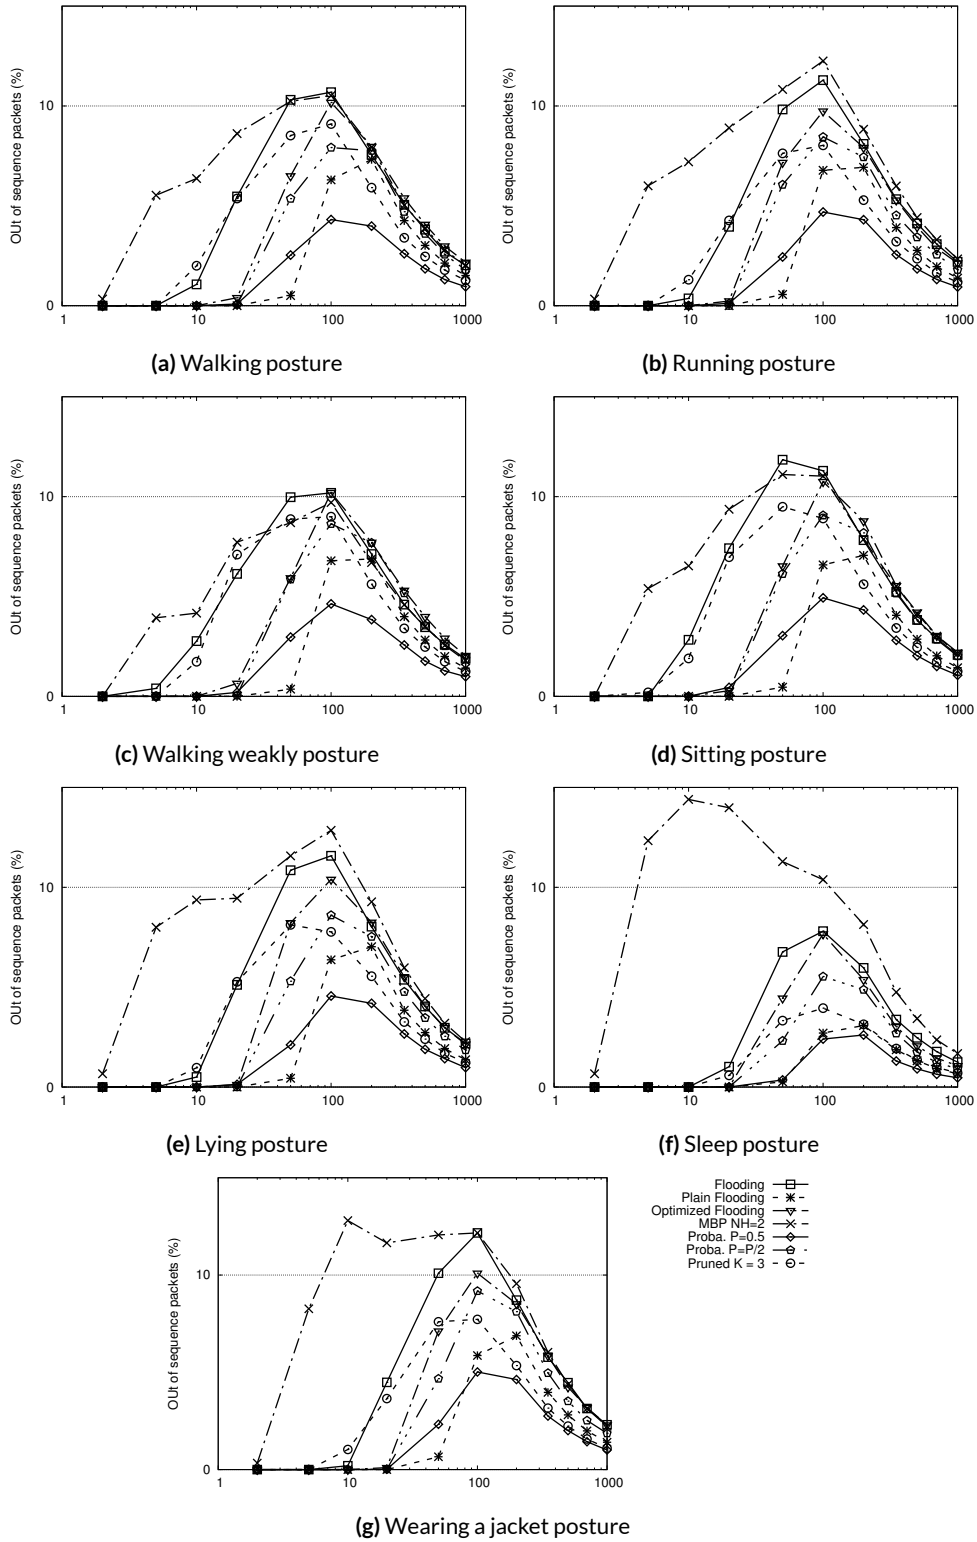 OUt of sequence packets (%)
10
0
1 10 100 1000
(a) Walking posture
OUt of sequence packets (%)
10
0
1 10 100 1000
(b) Running posture
OUt of sequence packets (%)
10
0
1 10 100 1000
(c) Walking weakly posture
OUt of sequence packets (%)
10
0
1 10 100 1000
(d) Sitting posture
OUt of sequence packets (%)
10
0
1 10 100 1000
(e) Lying posture
OUt of sequence packets (%)
10
0
1 10 100 1000
(f) Sleep posture
OUt of sequence packets (%)
10
0
1 10 100 1000
(g) Wearing a jacket posture
Flooding
Plain Flooding
Optimized Flooding
MBP NH=2
Proba. P=0.5
Proba. P=P/2
Pruned K = 3